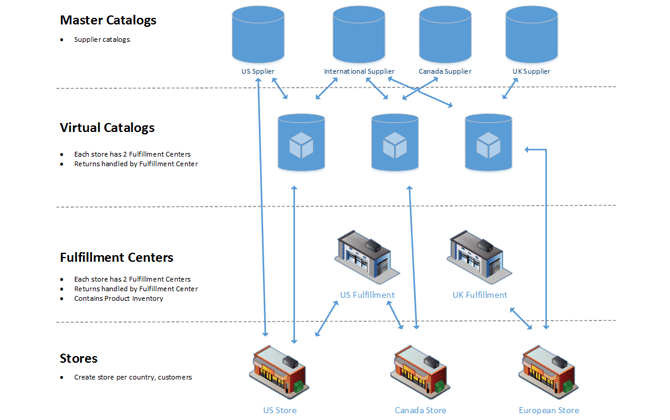 Master Catalogs
Supplier catalogs
US Spplier
International Supplier
Canada Supplier
UK Supplier
Virtual Catalogs
Each store has 2 Fulfillment Centers
Returns handled by Fulfillment Center
Fulfillment Centers
Each store has 2 Fulfillment Centers
Returns handled by Fulfillment Center
Contains Product Inventory
US Fulfillment
UK Fulfillment
Stores
Create store per country, customers
US Store
Canada Store
European Store